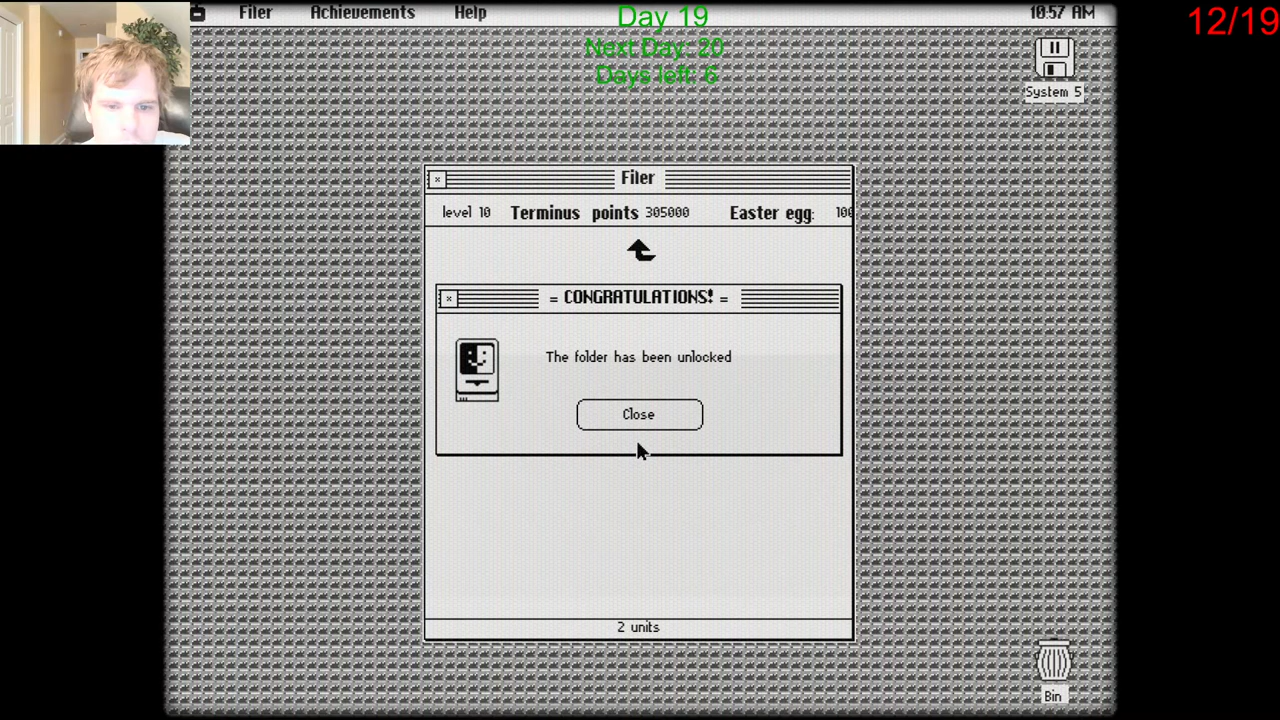 Filer Achievements Help
10:57 AM
Day 19
Next Day: 20
Days left: 6
12/19
System 5
Filer
level 10 Terminus points 305000 Easter egg: 100
= CONGRATULATIONS! =
The folder has been unlocked
Close
2 units
Bin